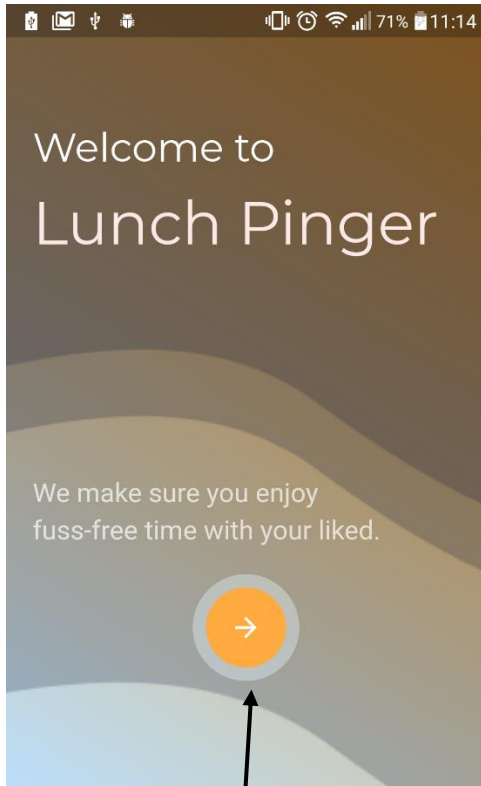 71% 11:14
Welcome to
Lunch Pinger
We make sure you enjoy
fuss-free time with your liked.